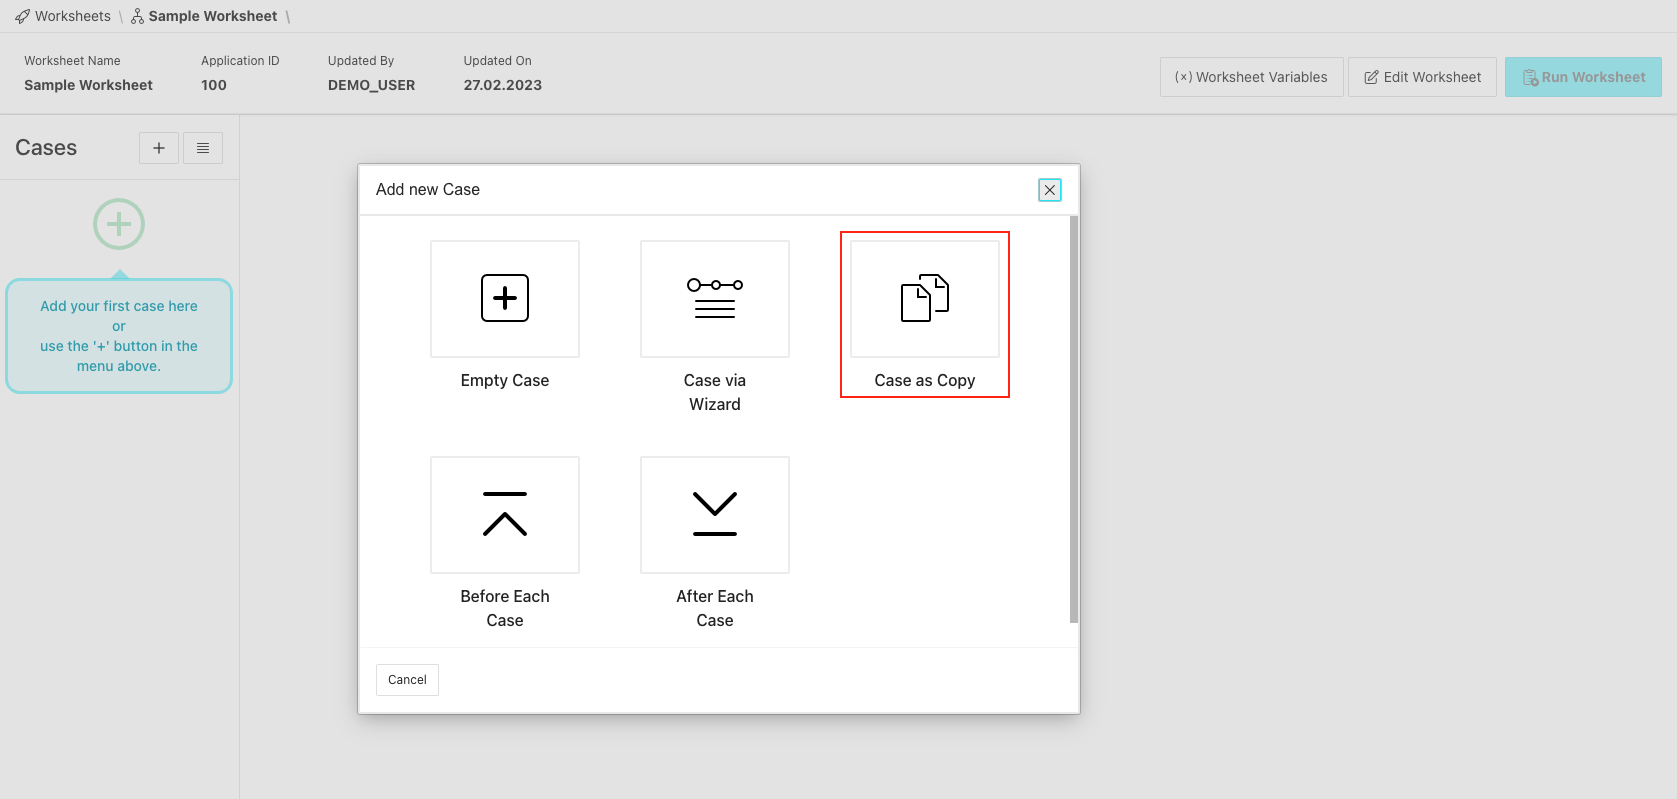 Worksheets \ Sample Worksheet \
Worksheet Name
Sample Worksheet
Application ID
100
Updated By
DEMO_USER
Updated On
27.02.2023
(×) Worksheet Variables
Edit Worksheet
Run Worksheet
Cases
Add your first case here
or
use the '+' button in the
menu above.
Add new Case
Empty Case
Case via
Wizard
Case as Copy
Before Each
Case
After Each
Case
Cancel